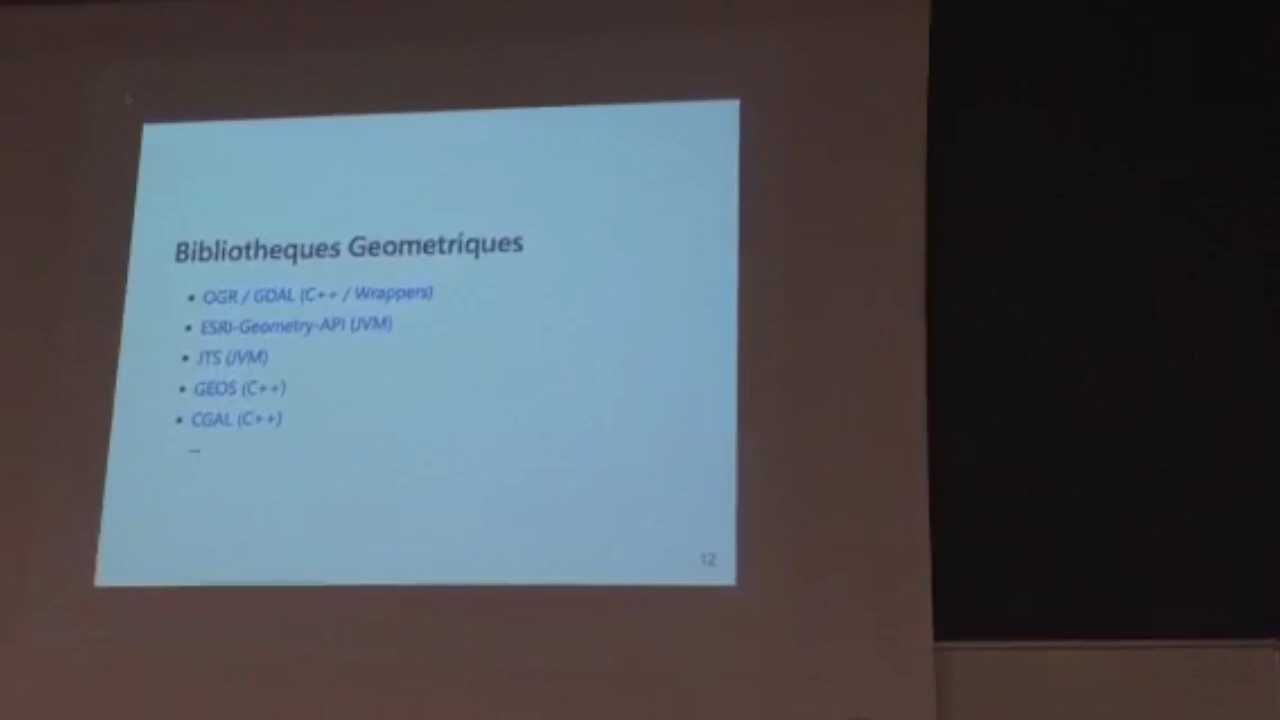 Bibliotheques Geometriques
• OGR / GDAL (C++ / Wrappers)
• ESRI-Geometry-API (JVM)
• JTS (JVM)
• GEOS (C++)
• CGAL (C++)
...
12